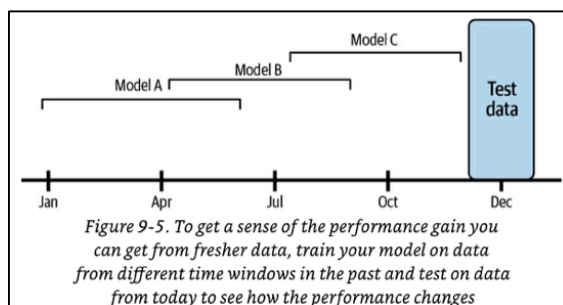 Model C
Model B
Model A
Test
data
Jan Apr Jul Oct Dec
Figure 9-5. To get a sense of the performance gain you
can get from fresher data, train your model on data
from different time windows in the past and test on data
from today to see how the performance changes